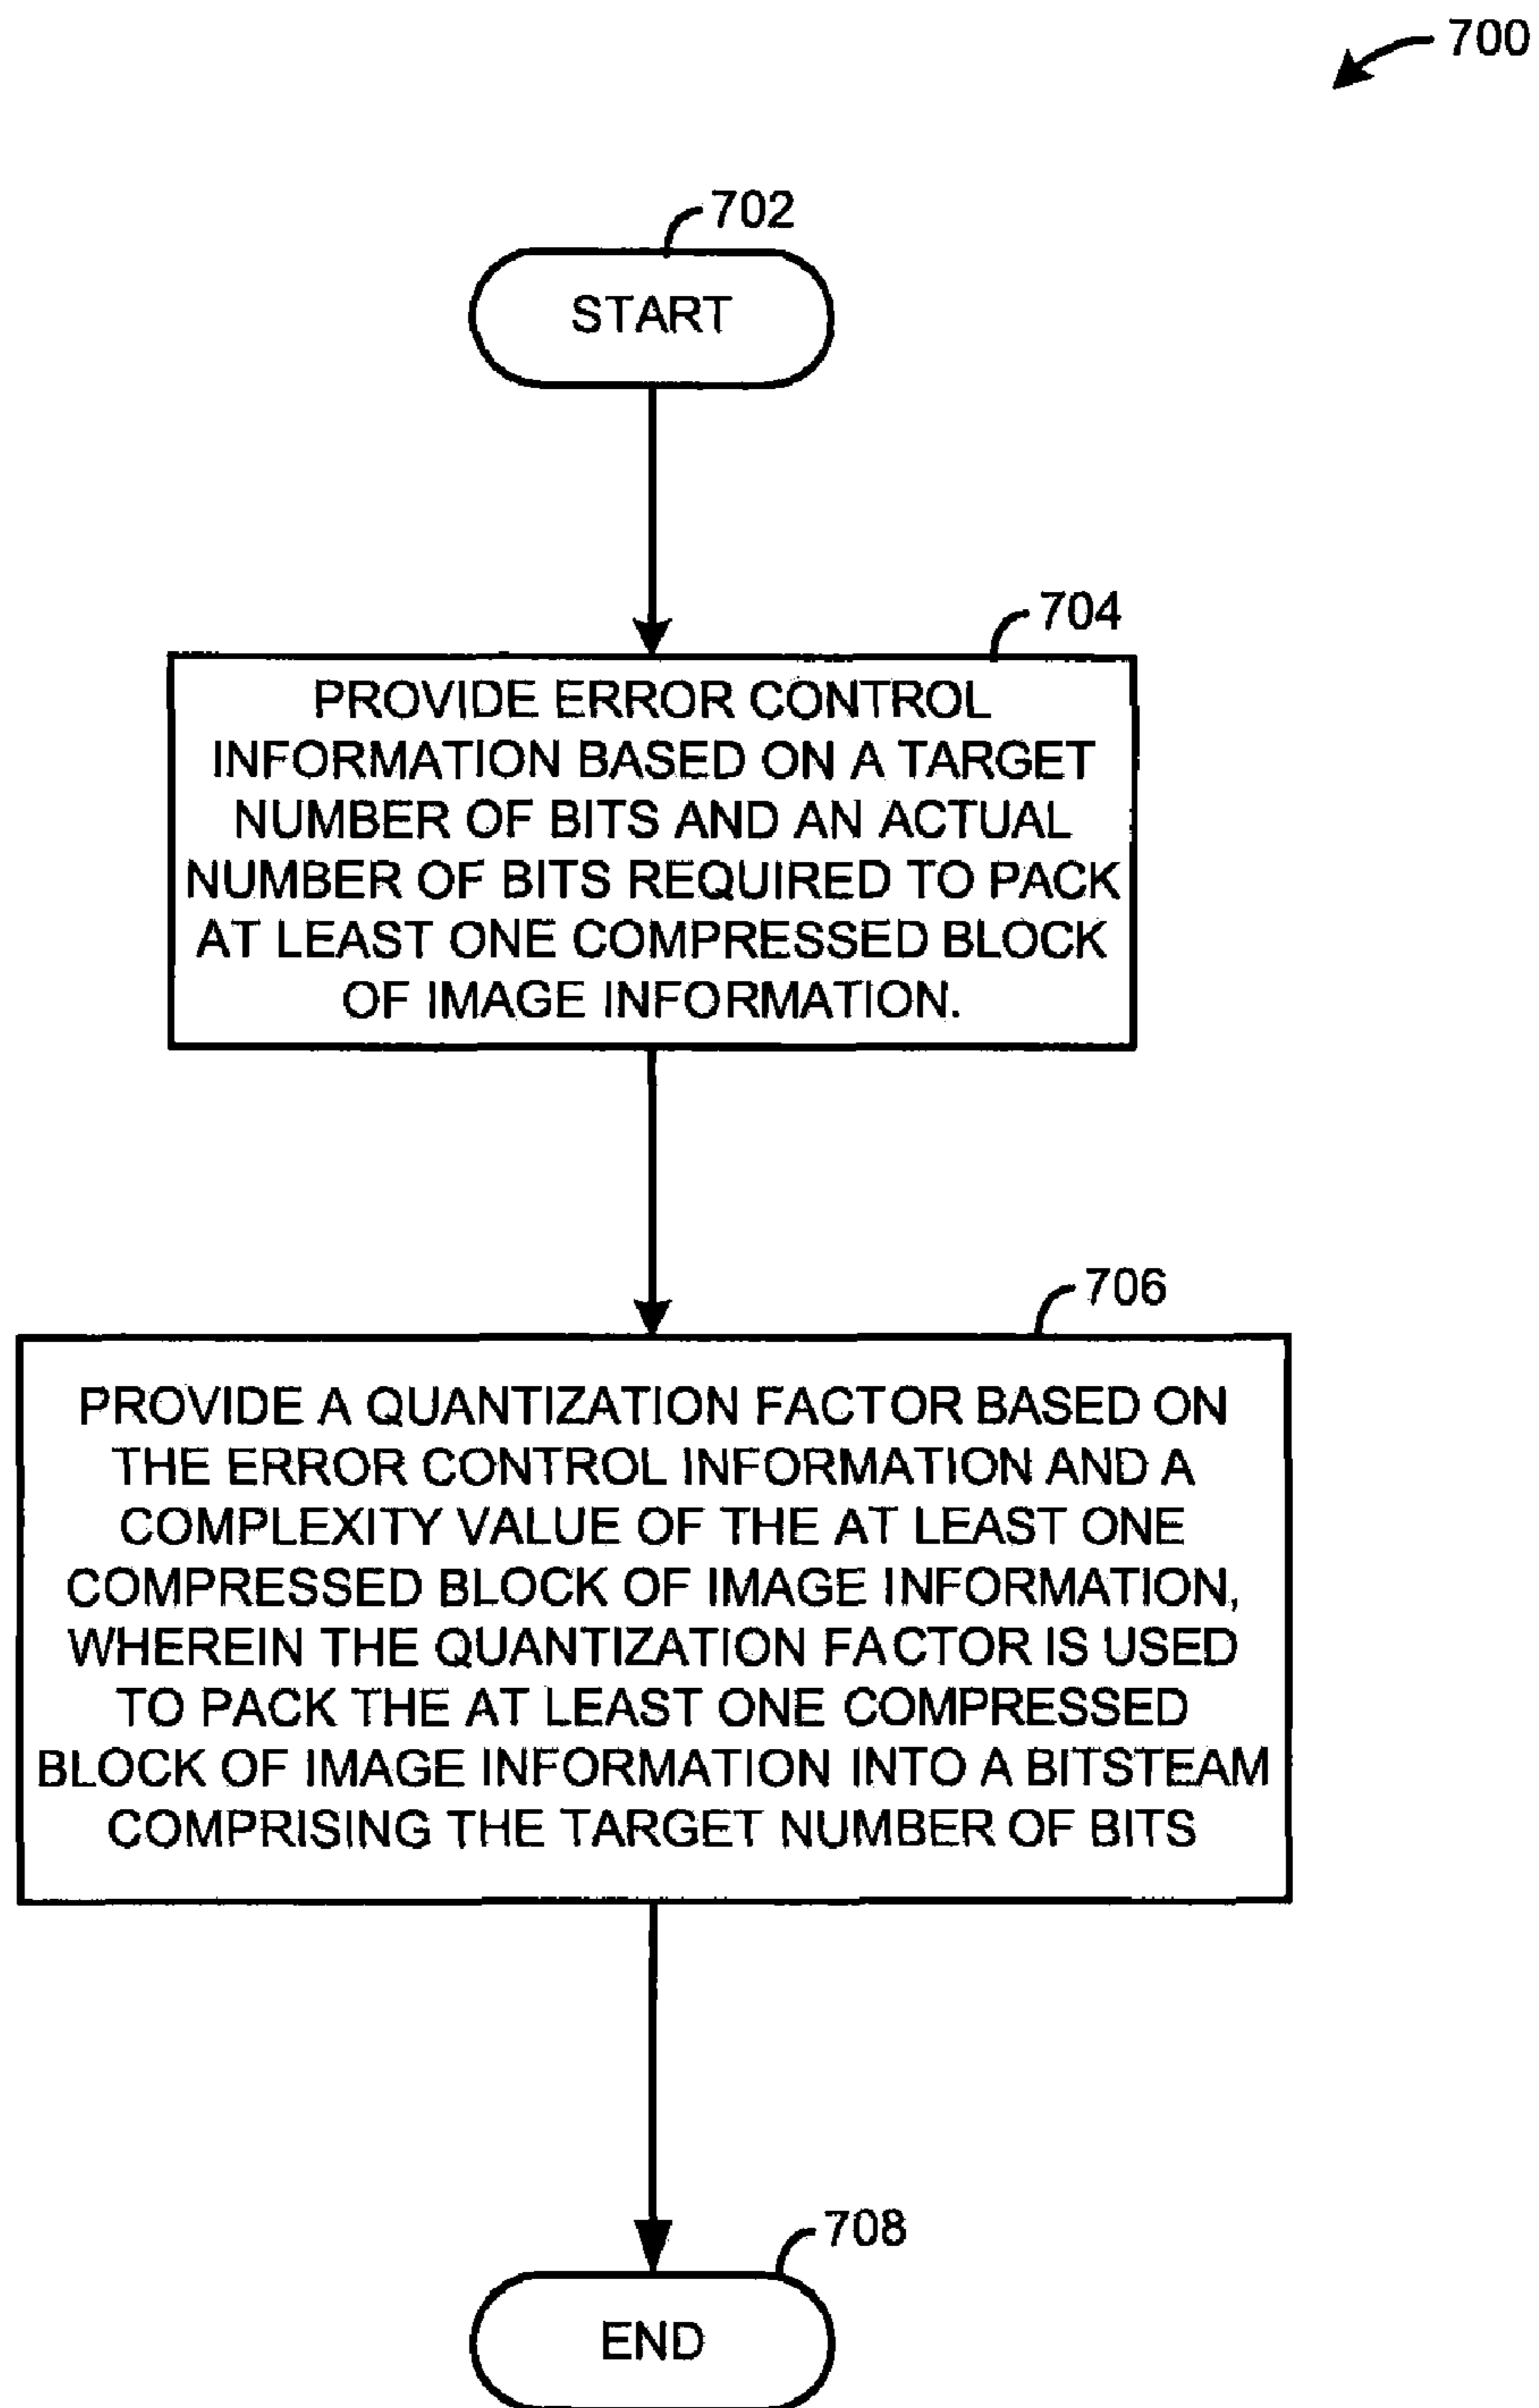 700
702
START
704
PROVIDE ERROR CONTROL
INFORMATION BASED ON A TARGET
NUMBER OF BITS AND AN ACTUAL
NUMBER OF BITS REQUIRED TO PACK
AT LEAST ONE COMPRESSED BLOCK
OF IMAGE INFORMATION.
706
PROVIDE A QUANTIZATION FACTOR BASED ON
THE ERROR CONTROL INFORMATION AND A
COMPLEXITY VALUE OF THE AT LEAST ONE
COMPRESSED BLOCK OF IMAGE INFORMATION,
WHEREIN THE QUANTIZATION FACTOR IS USED
TO PACK THE AT LEAST ONE COMPRESSED
BLOCK OF IMAGE INFORMATION INTO A BITSTEAM
COMPRISING THE TARGET NUMBER OF BITS
708
END